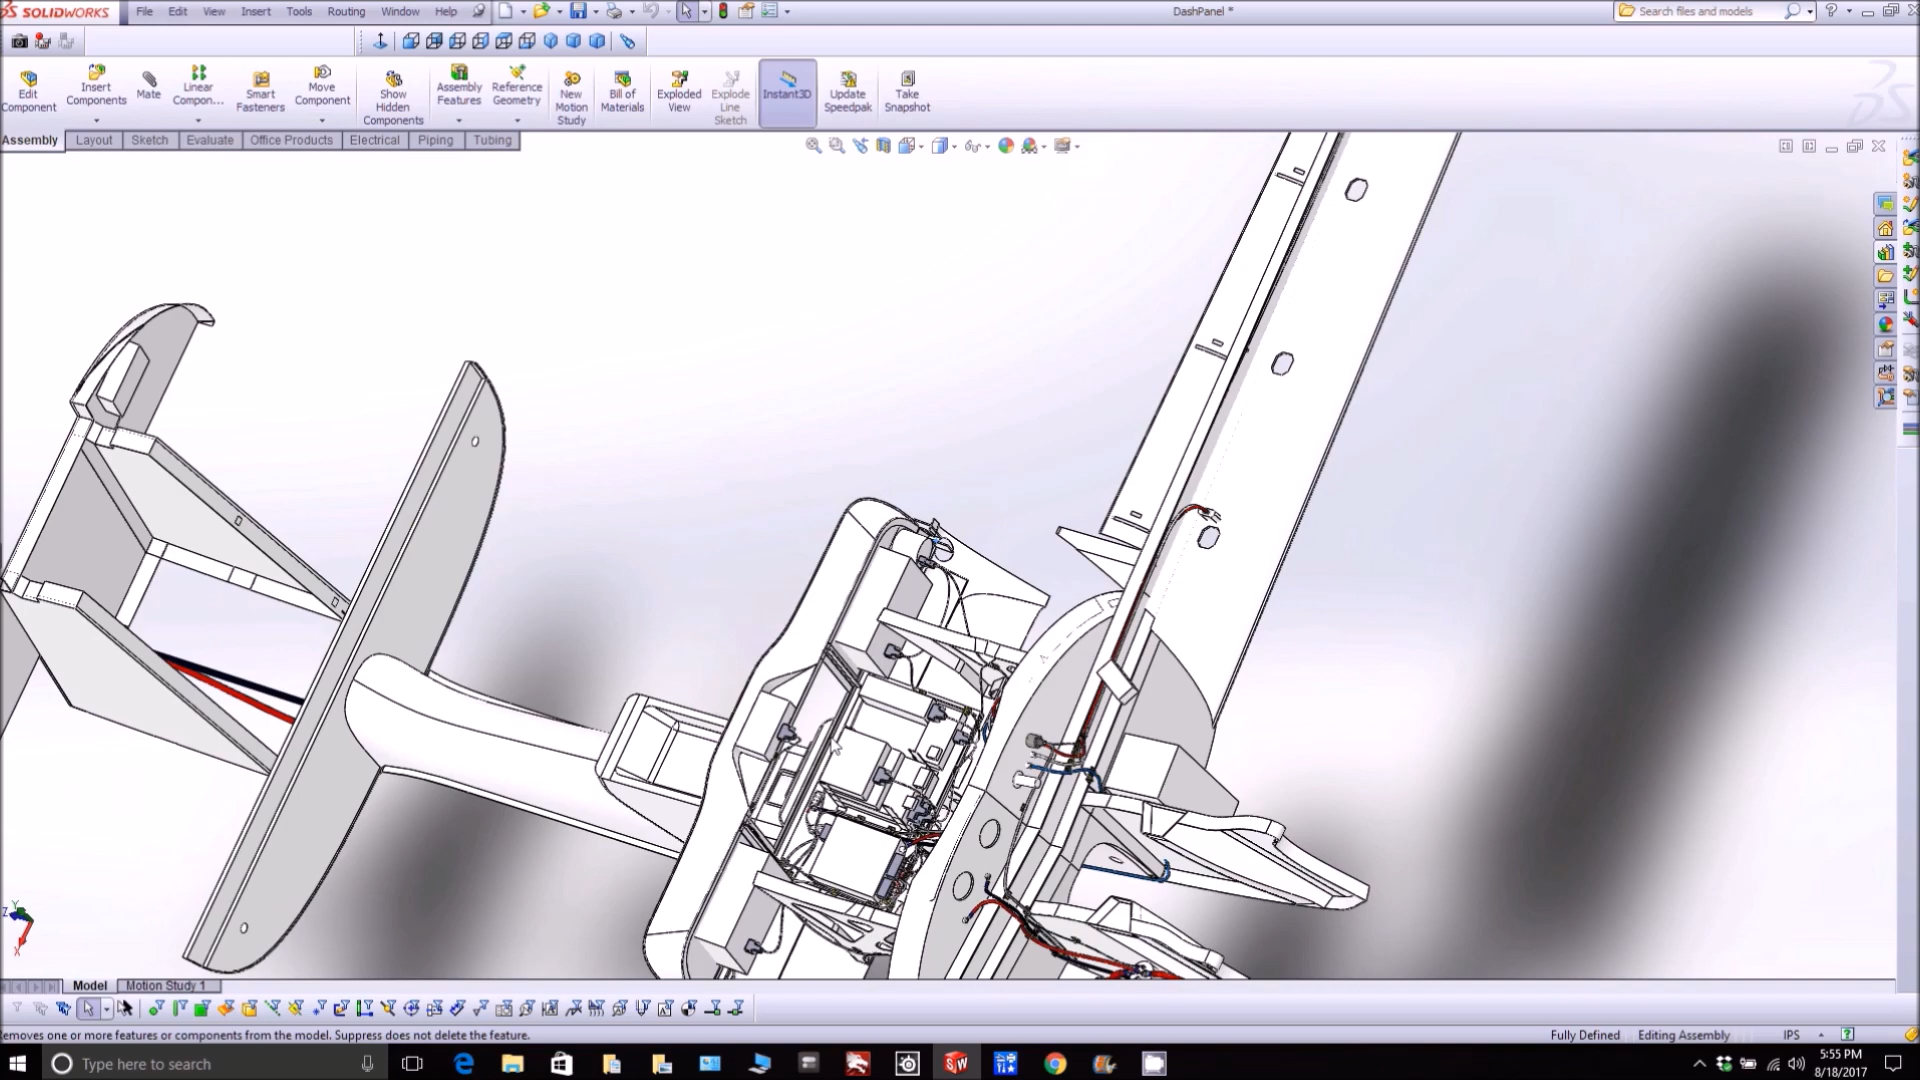 SOLIDWORKS
File Edit View Insert Tools Routing Window Help
DashPanel *
Search files and models
Edit Component
Insert Components
Mate
Linear Compon...
Smart Fasteners
Move Component
Show Hidden Components
Assembly Features
Reference Geometry
New Motion Study
Bill of Materials
Exploded View
Explode Line Sketch
Instant3D
Update Speedpak
Take Snapshot
Assembly Layout Sketch Evaluate Office Products Electrical Piping Tubing
Model Motion Study 1
emoves one or more features or components from the model. Suppress does not delete the feature.
Fully Defined Editing Assembly IPS
Type here to search
5:55 PM
8/18/2017